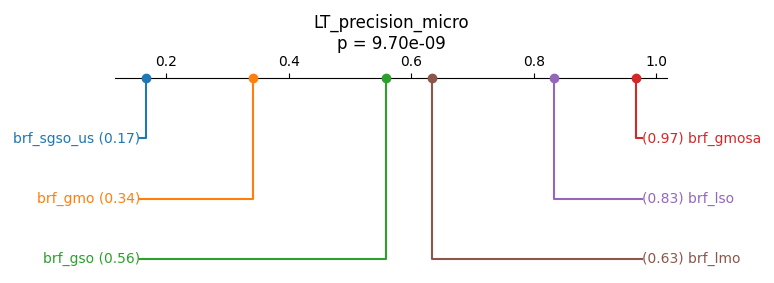 LT_precision_micro
p = 9.70e-09
0.2 0.4 0.6 0.8 1.0
brf_sgso_us (0.17) (0.97) brf_gmosa
brf_gmo (0.34) (0.83) brf_lso
brf_gso (0.56) (0.63) brf_lmo